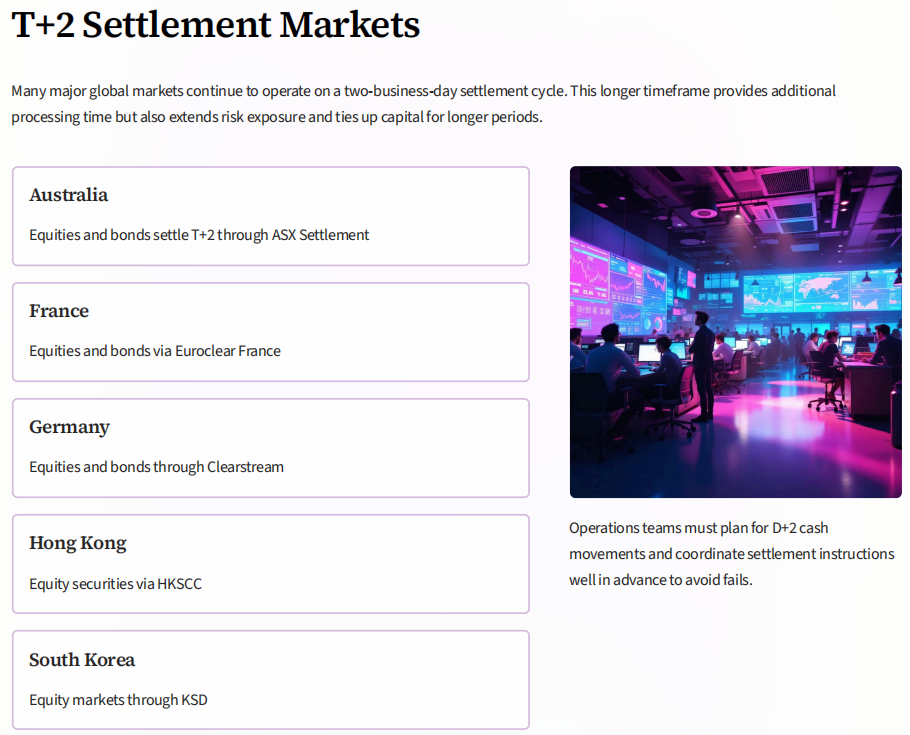 T+2 Settlement Markets
Many major global markets continue to operate on a two-business-day settlement cycle. This longer timeframe provides additional
processing time but also extends risk exposure and ties up capital for longer periods.
Australia
Equities and bonds settle T+2 through ASX Settlement
France
Equities and bonds via Euroclear France
Germany
Equities and bonds through Clearstream
Hong Kong
Equity securities via HKSCC
South Korea
Equity markets through KSD
Operations teams must plan for D+2 cash
movements and coordinate settlement instructions
well in advance to avoid fails.